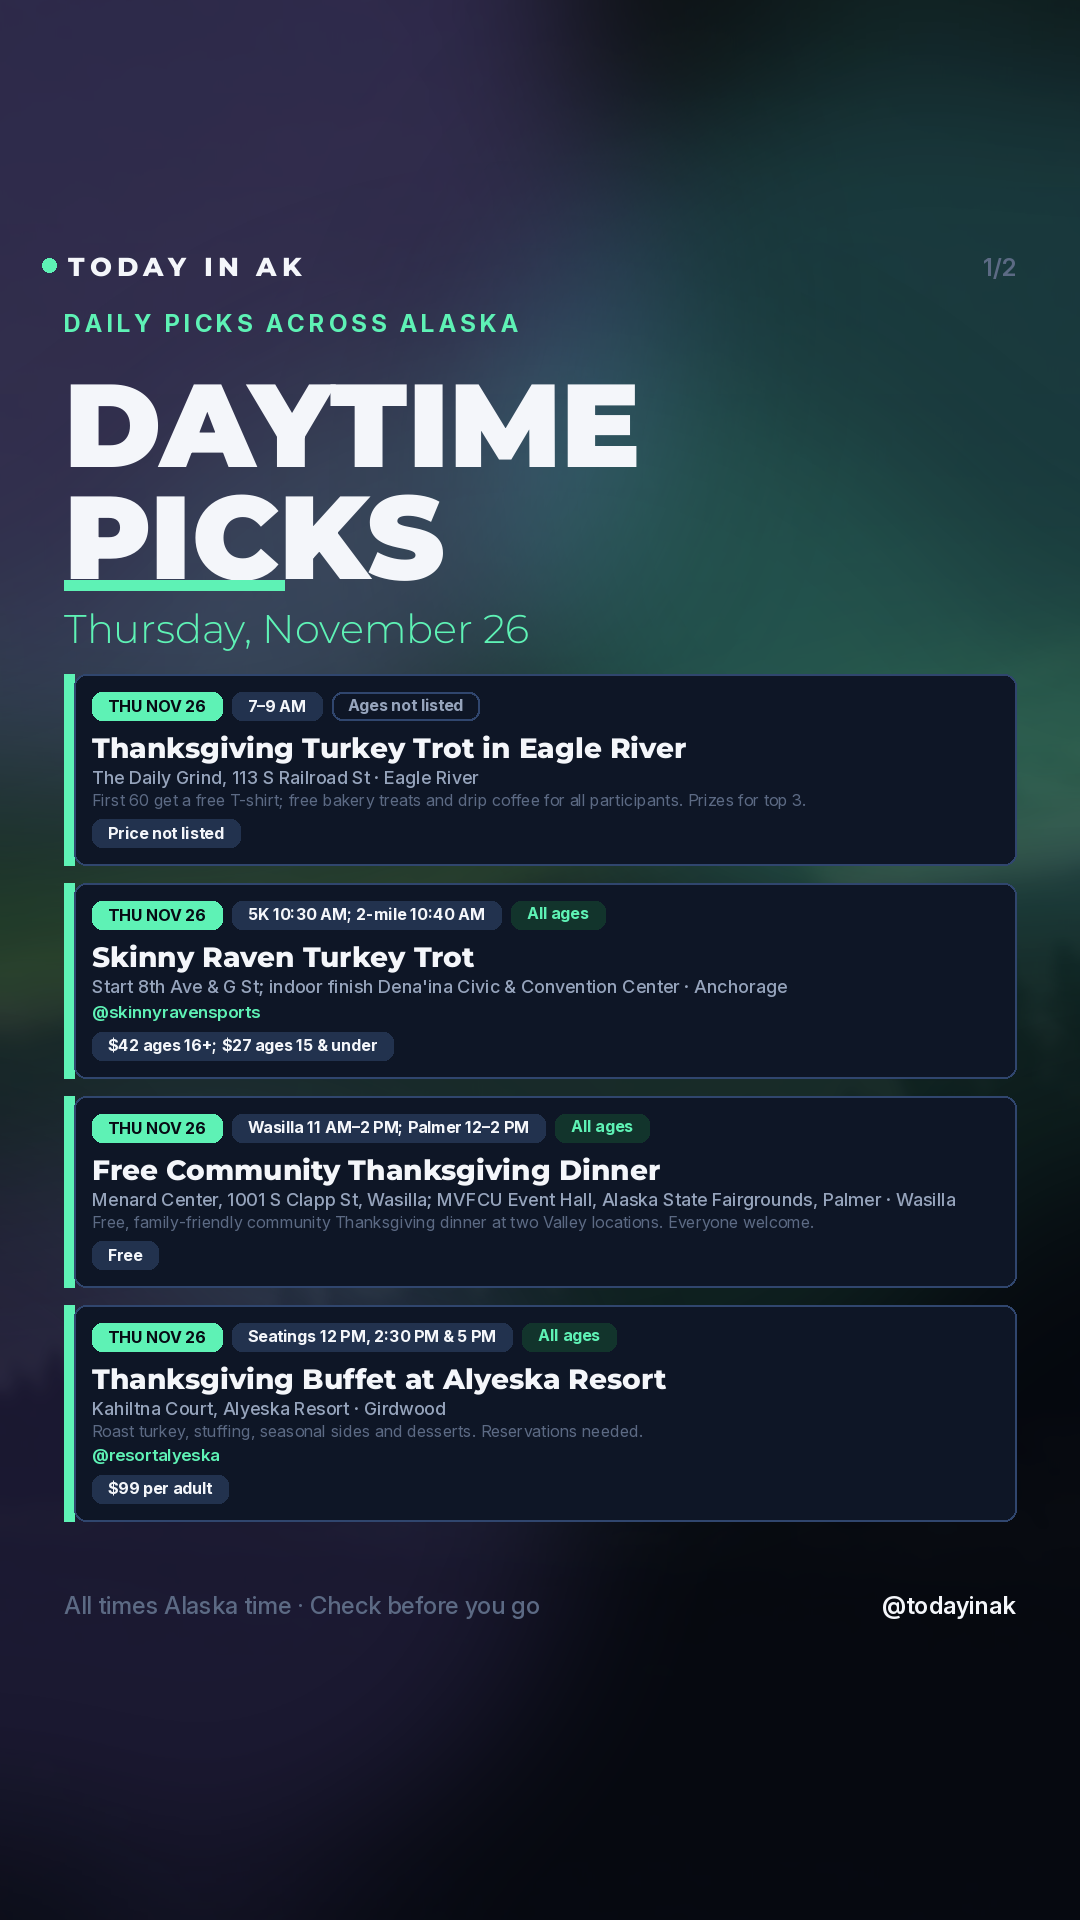 TODAY IN AK
1/2
DAILY PICKS ACROSS ALASKA
DAYTIME
PICKS
Thursday, November 26
THU NOV 26 7–9 AM Ages not listed
Thanksgiving Turkey Trot in Eagle River
The Daily Grind, 113 S Railroad St · Eagle River
First 60 get a free T-shirt; free bakery treats and drip coffee for all participants. Prizes for top 3.
Price not listed
THU NOV 26 5K 10:30 AM; 2-mile 10:40 AM All ages
Skinny Raven Turkey Trot
Start 8th Ave & G St; indoor finish Dena'ina Civic & Convention Center · Anchorage
@skinnyravensports
$42 ages 16+; $27 ages 15 & under
THU NOV 26 Wasilla 11 AM–2 PM; Palmer 12–2 PM All ages
Free Community Thanksgiving Dinner
Menard Center, 1001 S Clapp St, Wasilla; MVFCU Event Hall, Alaska State Fairgrounds, Palmer · Wasilla
Free, family-friendly community Thanksgiving dinner at two Valley locations. Everyone welcome.
Free
THU NOV 26 Seatings 12 PM, 2:30 PM & 5 PM All ages
Thanksgiving Buffet at Alyeska Resort
Kahiltna Court, Alyeska Resort · Girdwood
Roast turkey, stuffing, seasonal sides and desserts. Reservations needed.
@resortalyeska
$99 per adult
All times Alaska time · Check before you go
@todayinak